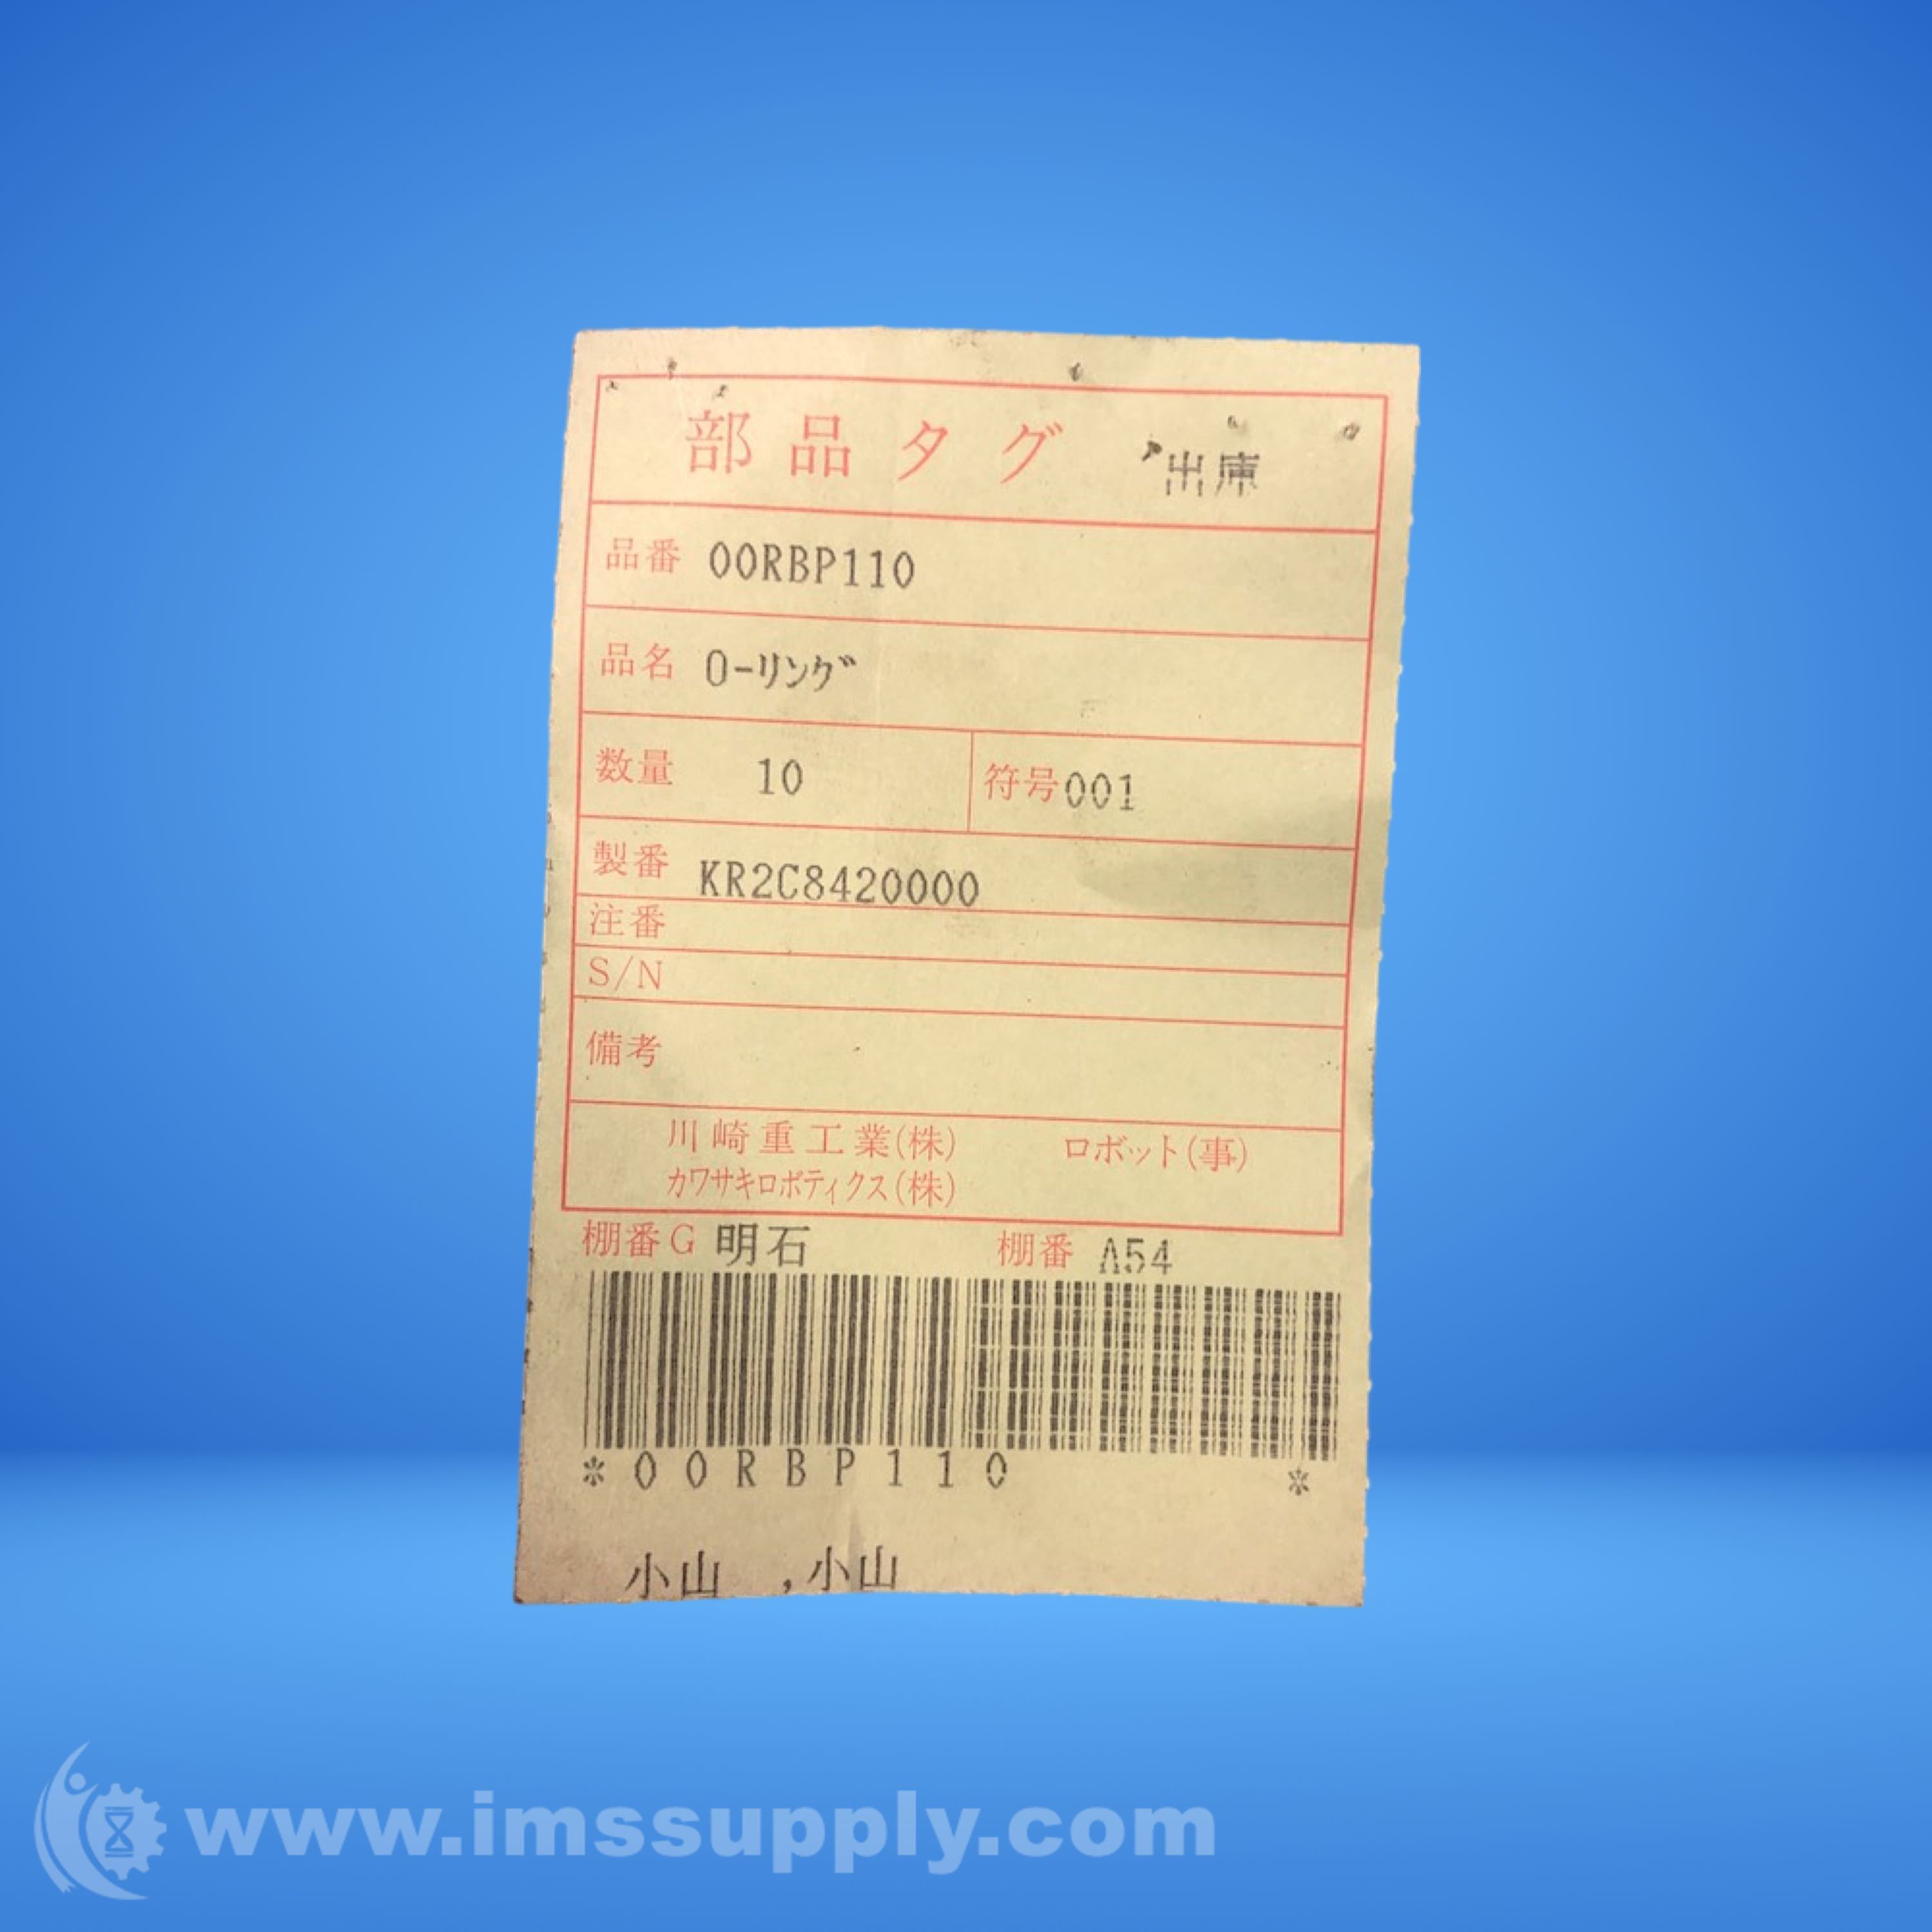 部品タグ 出庫
品番 00RBP110
品名 O-リング
数量 10 符号 001
製番 KR2C8420000
注番
S/N
備考
川崎重工業(株) ロボット(事)
カワサキロボティクス(株)
棚番G 明石 棚番 A54
*00RBP110 *
小山 ,小山
www.imssupply.com